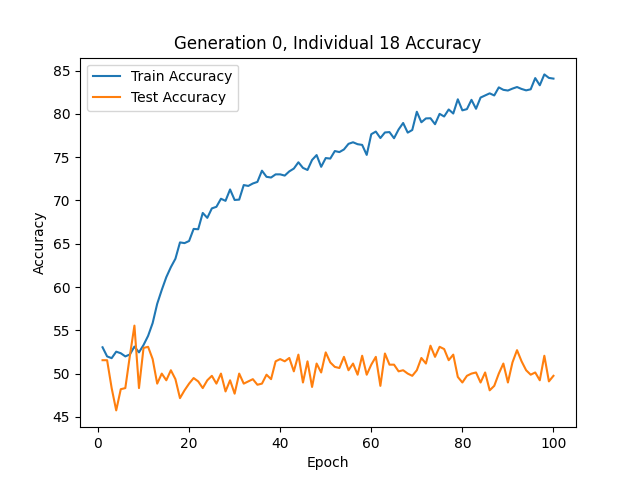 Generation 0, Individual 18 Accuracy
Train Accuracy
Test Accuracy
85
80
75
70
65
60
55
50
45
Accuracy
0 20 40 60 80 100
Epoch